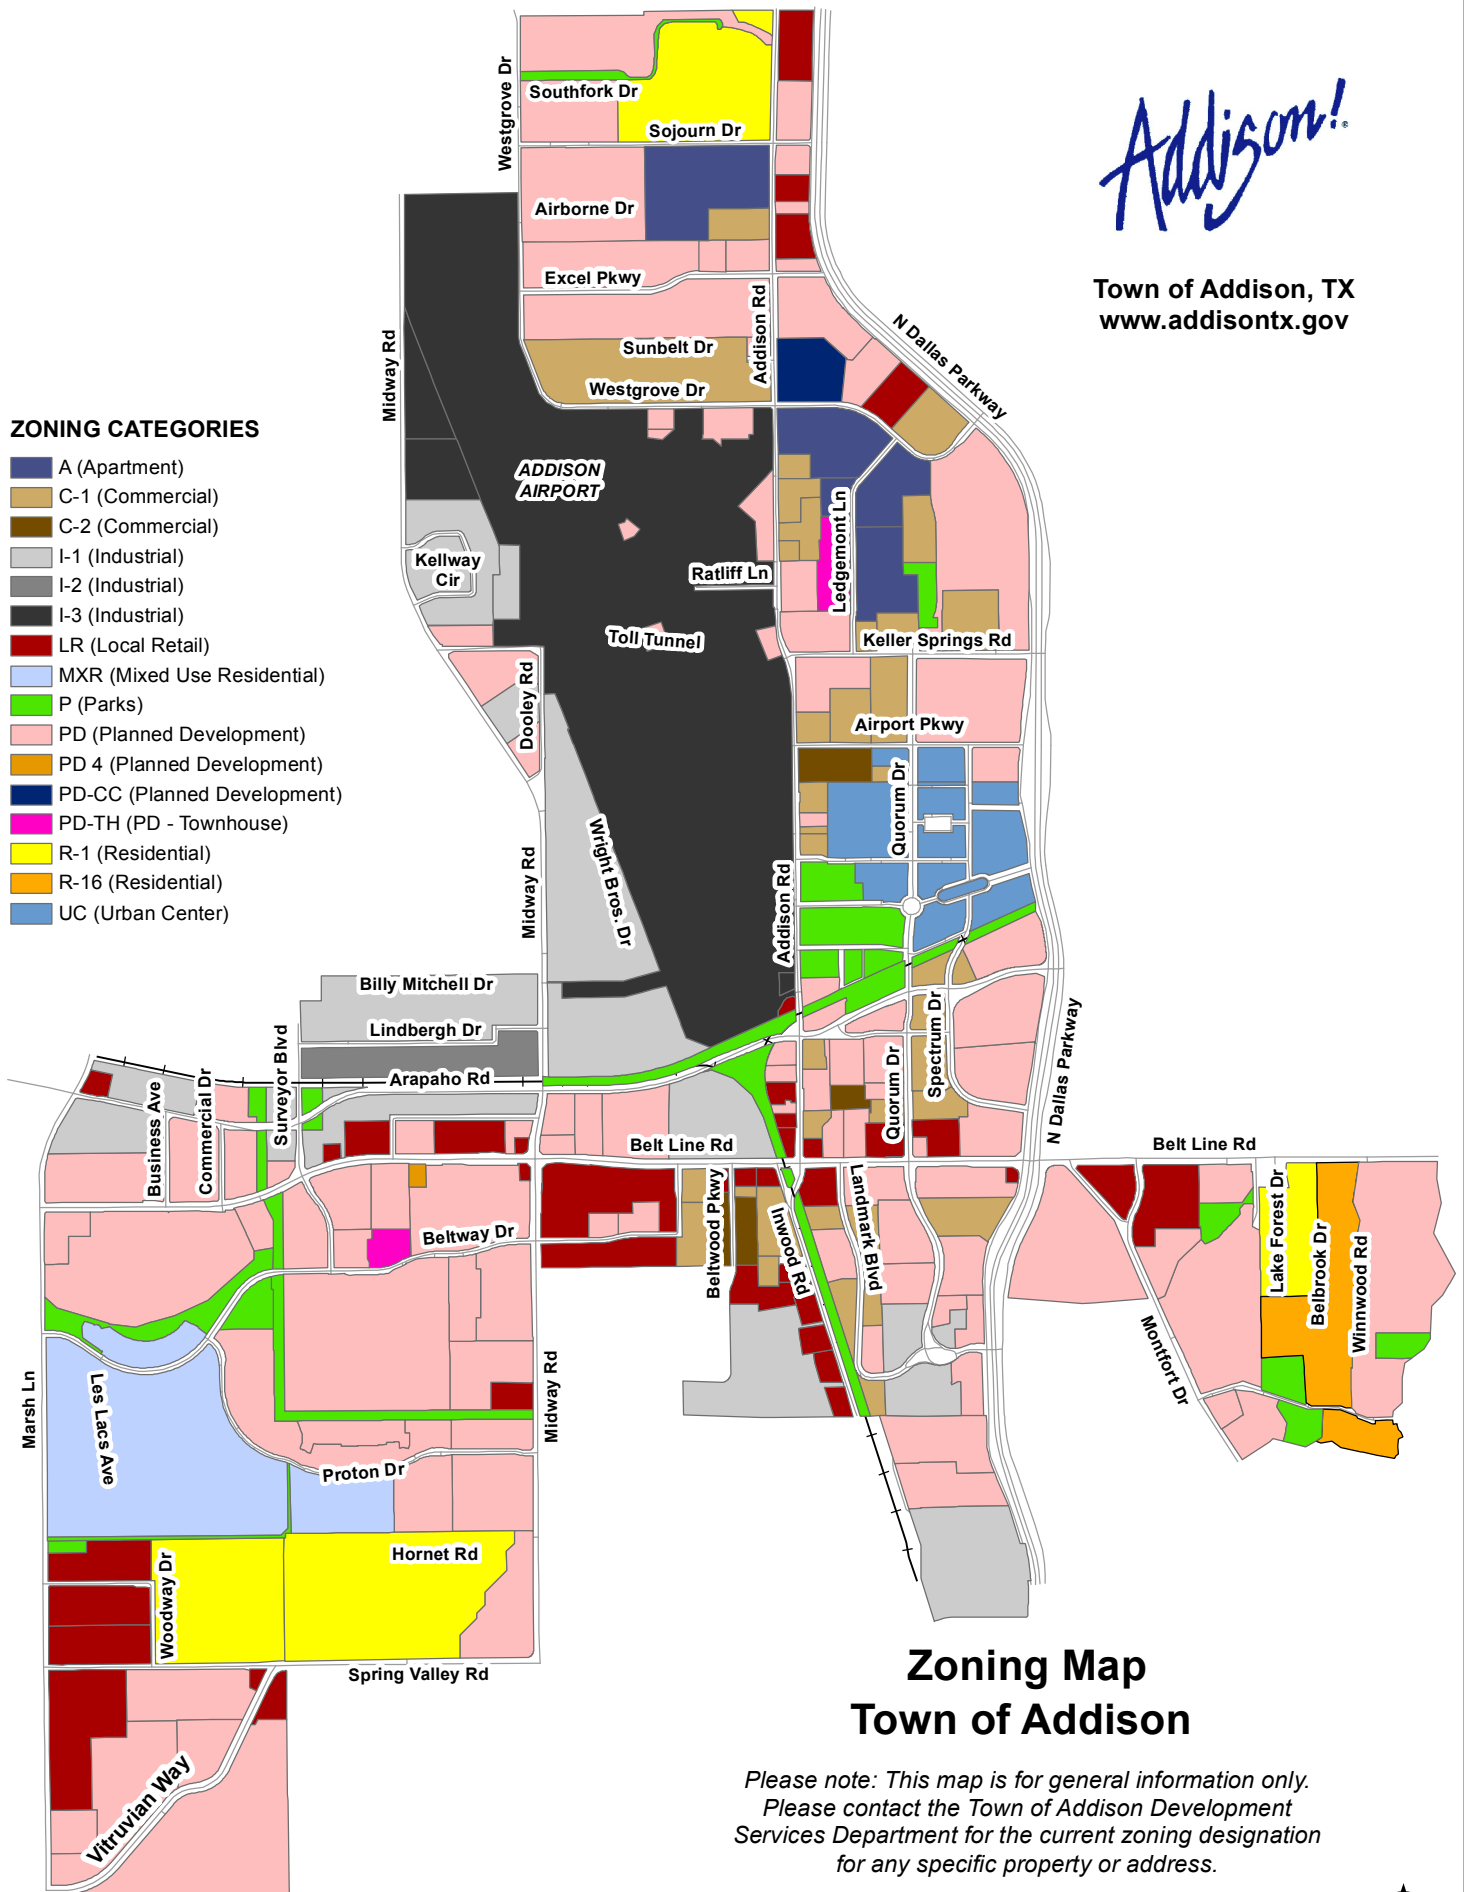 Addison!
Town of Addison, TX
www.addisontx.gov
Westgrove Dr
Southfork Dr
Sojourn Dr
Airborne Dr
Excel Pkwy
Addison Rd
N Dallas Parkway
Midway Rd
Sunbelt Dr
Westgrove Dr
ZONING CATEGORIES
A (Apartment)
C-1 (Commercial)
C-2 (Commercial)
I-1 (Industrial)
I-2 (Industrial)
I-3 (Industrial)
LR (Local Retail)
MXR (Mixed Use Residential)
P (Parks)
PD (Planned Development)
PD 4 (Planned Development)
PD-CC (Planned Development)
PD-TH (PD - Townhouse)
R-1 (Residential)
R-16 (Residential)
UC (Urban Center)
ADDISON
AIRPORT
Kellway
Cir
Ratliff Ln
Ledgemont Ln
Toll Tunnel
Keller Springs Rd
Dooley Rd
Airport Pkwy
Quorum Dr
Wright Bros. Dr
Midway Rd
Addison Rd
Billy Mitchell Dr
Lindbergh Dr
Surveyor Blvd
Arapaho Rd
Business Ave
Commercial Dr
Quorum Dr
Spectrum Dr
N Dallas Parkway
Belt Line Rd
Belt Line Rd
Beltway Dr
Beltwood Pkwy
Inwood Rd
Landmark Blvd
Lake Forest Dr
Belbrook Dr
Winnwood Rd
Montfort Dr
Marsh Ln
Les Lacs Ave
Midway Rd
Proton Dr
Hornet Rd
Woodway Dr
Spring Valley Rd
Vitruvian Way
Zoning Map
Town of Addison
Please note: This map is for general information only.
Please contact the Town of Addison Development
Services Department for the current zoning designation
for any specific property or address.